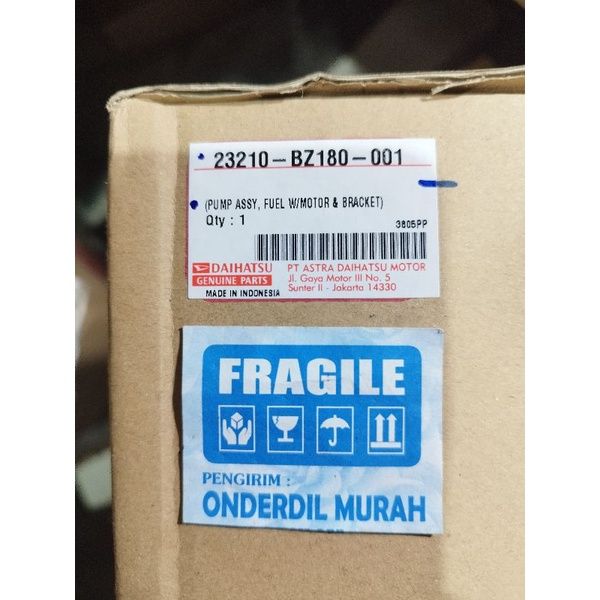 23210-BZ180-001
(PUMP ASSY, FUEL W/MOTOR & BRACKET)
Qty : 1
3805PP
DAIHATSU
GENUINE PARTS
MADE IN INDONESIA
PT ASTRA DAIHATSU MOTOR
Jl. Gaya Motor III No. 5
Sunter II - Jakarta 14330
FRAGILE
PENGIRIM :
ONDERDIL MURAH